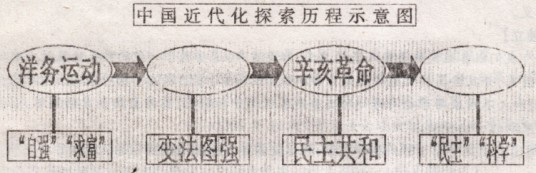 中国近代化探索历程示意图
洋务运动 辛亥革命
“自强”“求富” 变法图强 民主共和 “民主”“科学”